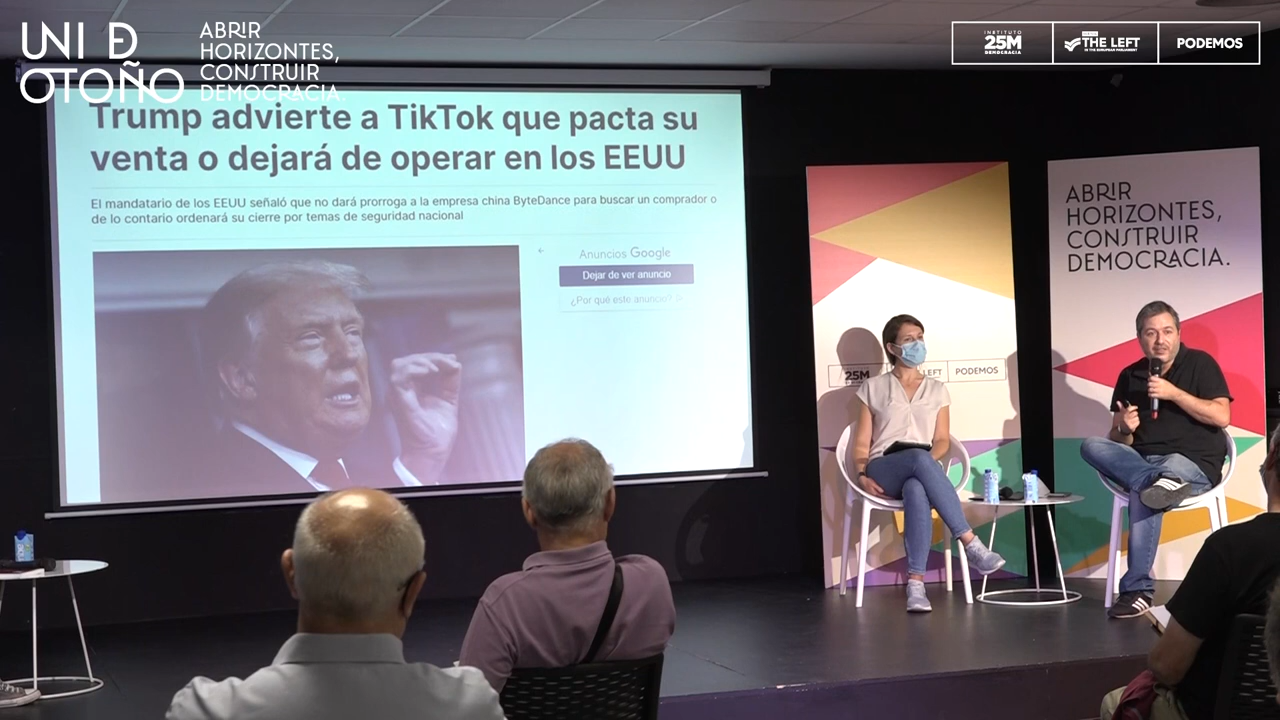 UNI D
OTOÑO
ABRIR
HORIZONTES,
CONSTRUIR
DEMOCRACIA.
INSTITUTO
25M
DEMOCRACIA
THE LEFT
IN THE EUROPEAN PARLIAMENT
PODEMOS
Trump advierte a TikTok que pacta su
venta o dejará de operar en los EEUU
El mandatario de los EEUU señaló que no dará prorroga a la empresa china ByteDance para buscar un comprador o
de lo contario ordenará su cierre por temas de seguridad nacional
Anuncios Google
Dejar de ver anuncio
¿Por qué este anuncio?
ABRIR
HORIZONTES,
CONSTRUIR
DEMOCRACIA.
25M
LEFT
PODEMOS